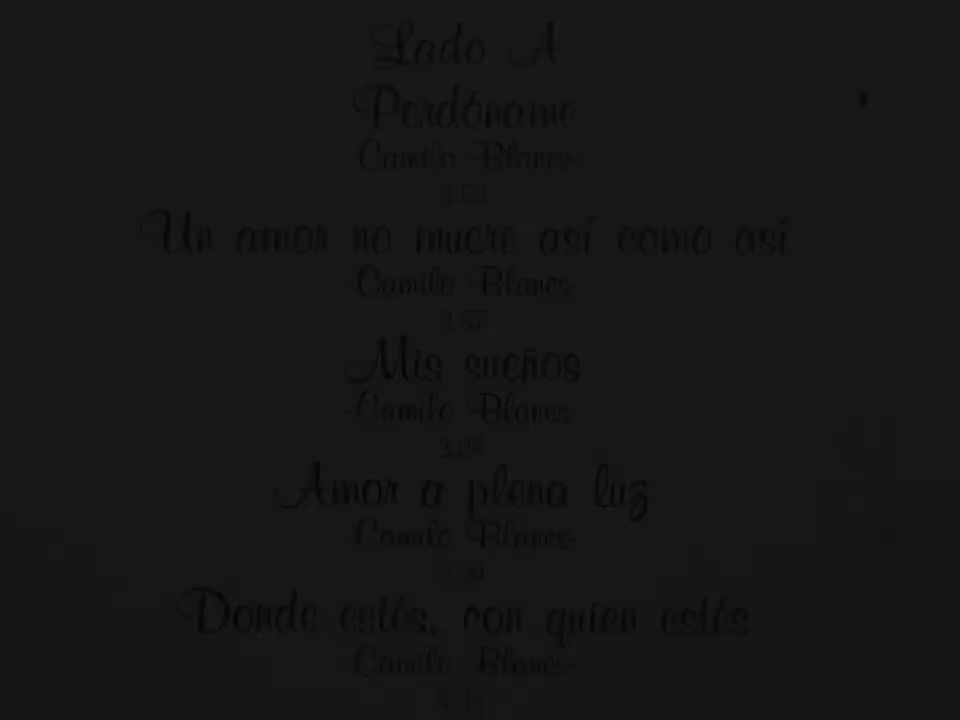 Lado A
Perdóname
Camilo Blanes
Un amor no muere así como así
Camilo Blanes
Mis sueños
Camilo Blanes
Amor a plena luz
Camilo Blanes
Donde estés, con quien estés
Camilo Blanes